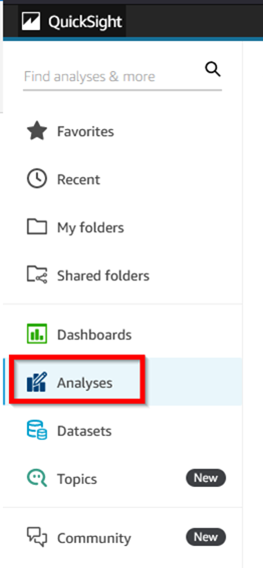 QuickSight
Find analyses & more
Favorites
Recent
My folders
Shared folders
Dashboards
Analyses
Datasets
Topics New
Community New